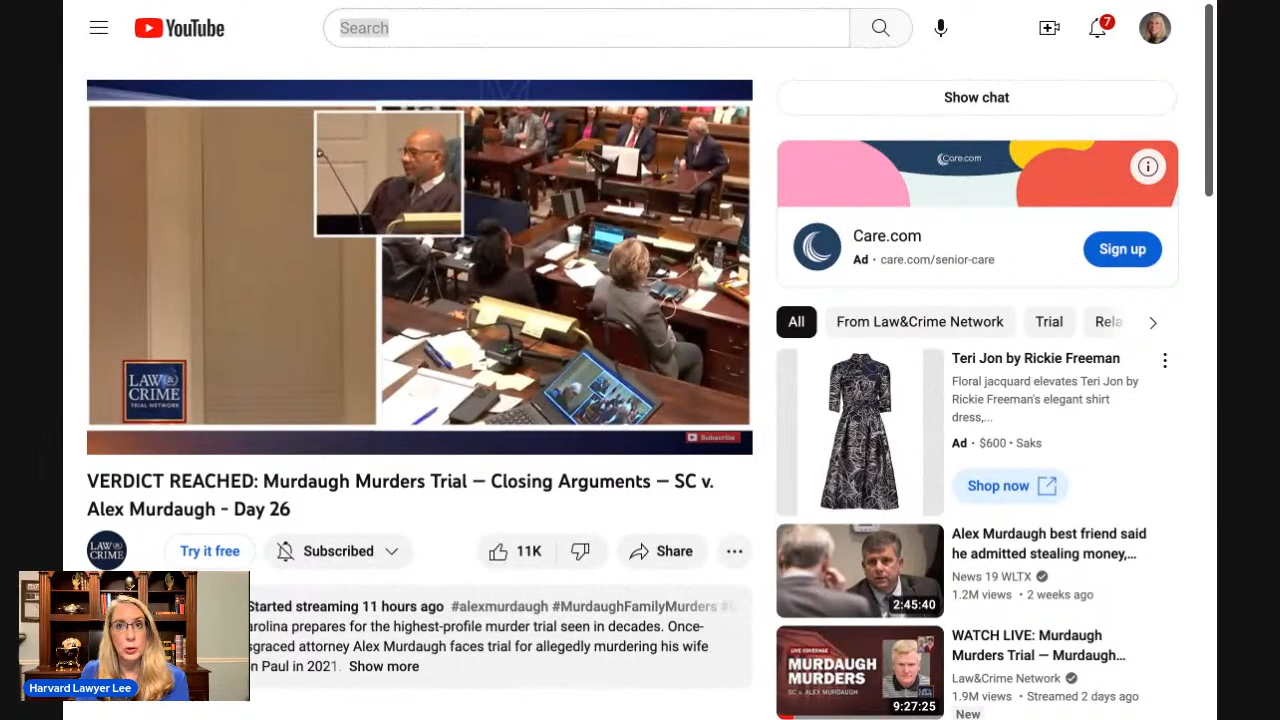 YouTube
Search
7
Show chat
Care.com
Care.com
Ad · care.com/senior-care
Sign up
All
From Law&Crime Network
Trial
Rela
LAW & CRIME
TRIAL NETWORK
Subscribe
Teri Jon by Rickie Freeman
Floral jacquard elevates Teri Jon by
Rickie Freeman's elegant shirt
dress,...
Ad · $600 · Saks
Shop now
VERDICT REACHED: Murdaugh Murders Trial — Closing Arguments — SC v.
Alex Murdaugh - Day 26
LAW & CRIME
Try it free
Subscribed
11K
Share
Started streaming 11 hours ago #alexmurdaugh #MurdaughFamilyMurders
arolina prepares for the highest-profile murder trial seen in decades. Once-
sgraced attorney Alex Murdaugh faces trial for allegedly murdering his wife
n Paul in 2021. Show more
Harvard Lawyer Lee
2:45:40
Alex Murdaugh best friend said
he admitted stealing money,...
News 19 WLTX
1.2M views · 2 weeks ago
LIVE COVERAGE
MURDAUGH
MURDERS
SC v. ALEX MURDAUGH
9:27:25
WATCH LIVE: Murdaugh
Murders Trial — Murdaugh...
Law&Crime Network
1.9M views · Streamed 2 days ago
New